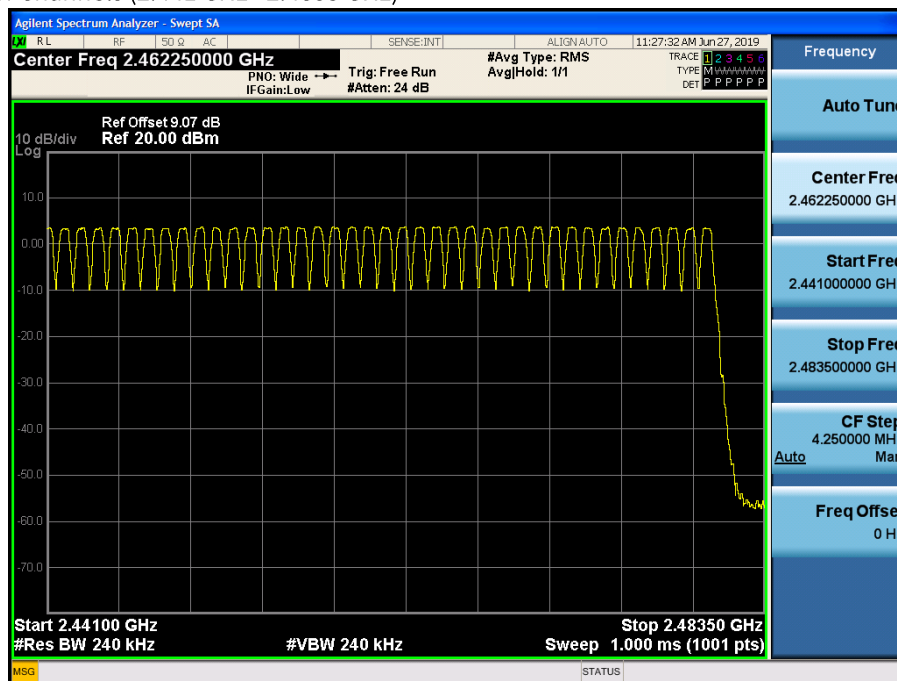 Agilent Spectrum Analyzer - Swept SA
LXI RL RF 50 Ω AC SENSE:INT ALIGN AUTO 11:27:32 AM Jun 27, 2019
Center Freq 2.462250000 GHz
PNO: Wide
IFGain:Low
Trig: Free Run
#Atten: 24 dB
#Avg Type: RMS
Avg|Hold: 1/1
TRACE 1 2 3 4 5 6
TYPE M W W W W W
DET P P P P P P
Ref Offset 9.07 dB
10 dB/div Ref 20.00 dBm
Log
10.0
0.00
-10.0
-20.0
-30.0
-40.0
-50.0
-60.0
-70.0
Start 2.44100 GHz Stop 2.48350 GHz
#Res BW 240 kHz #VBW 240 kHz Sweep 1.000 ms (1001 pts)
MSG STATUS
Frequency
Auto Tun
Center Fre
2.462250000 GH
Start Fre
2.441000000 GH
Stop Fre
2.483500000 GH
CF Ste
4.250000 MH
Auto Ma
Freq Offse
0 H